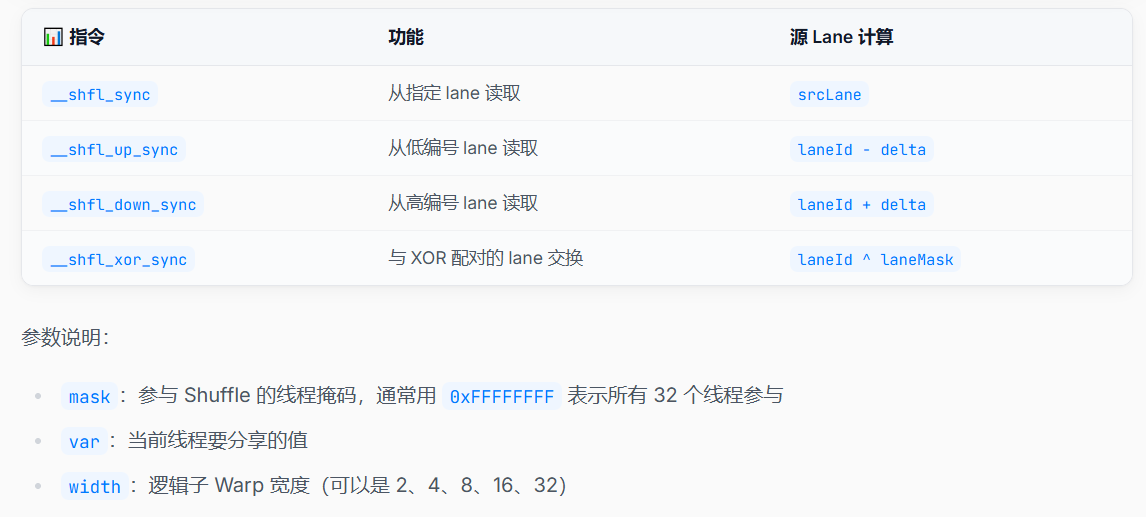 📊 指令 功能 源 Lane 计算
__shfl_sync 从指定 lane 读取 srcLane
__shfl_up_sync 从低编号 lane 读取 laneId - delta
__shfl_down_sync 从高编号 lane 读取 laneId + delta
__shfl_xor_sync 与 XOR 配对的 lane 交换 laneId ^ laneMask
参数说明：
• mask：参与 Shuffle 的线程掩码，通常用 0xFFFFFFFF 表示所有 32 个线程参与
• var：当前线程要分享的值
• width：逻辑子 Warp 宽度（可以是 2、4、8、16、32）